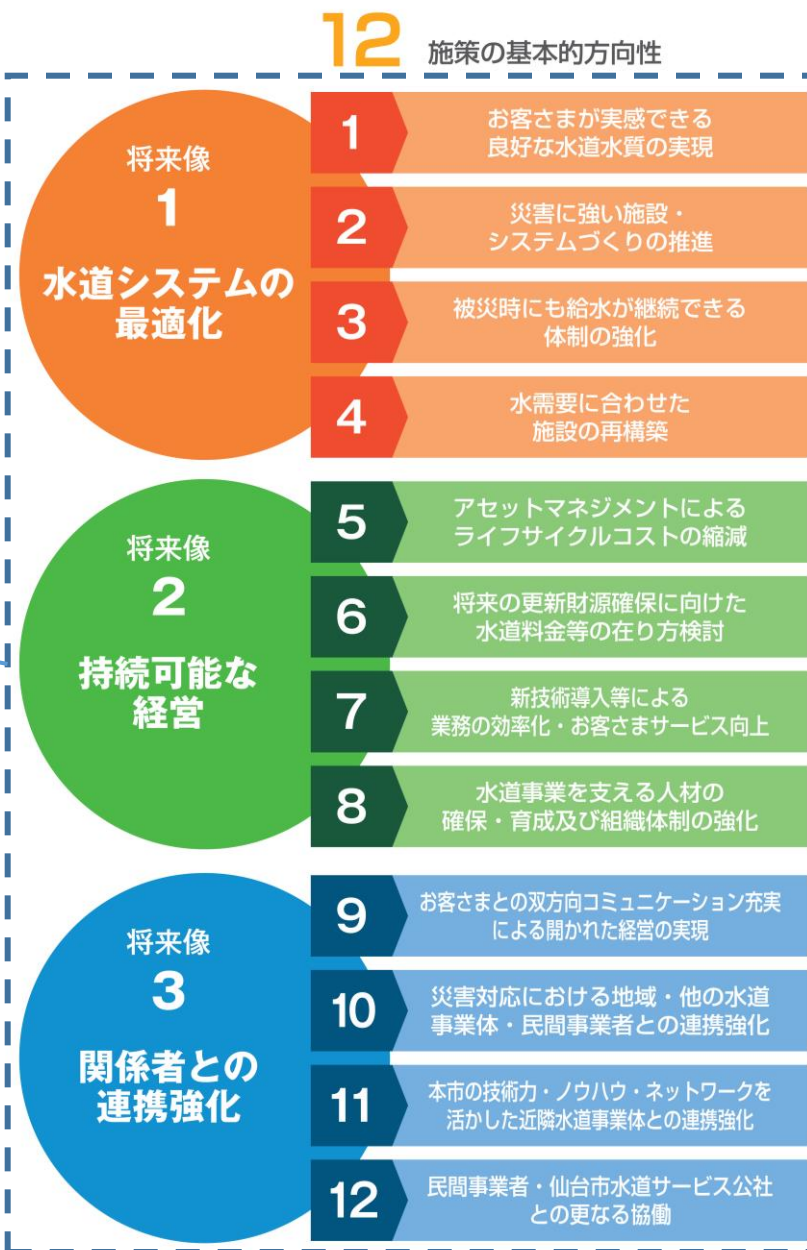 12 施策の基本的方向性
将来像
1
水道システムの
最適化
1
お客さまが実感できる
良好な水道水質の実現
2
災害に強い施設・
システムづくりの推進
3
被災時にも給水が継続できる
体制の強化
4
水需要に合わせた
施設の再構築
将来像
2
持続可能な
経営
5
アセットマネジメントによる
ライフサイクルコストの縮減
6
将来の更新財源確保に向けた
水道料金等の在り方検討
7
新技術導入等による
業務の効率化・お客さまサービス向上
8
水道事業を支える人材の
確保・育成及び組織体制の強化
将来像
3
関係者との
連携強化
9
お客さまとの双方向コミュニケーション充実
による開かれた経営の実現
10
災害対応における地域・他の水道
事業体・民間事業者との連携強化
11
本市の技術力・ノウハウ・ネットワークを
活かした近隣水道事業体との連携強化
12
民間事業者・仙台市水道サービス公社
との更なる協働